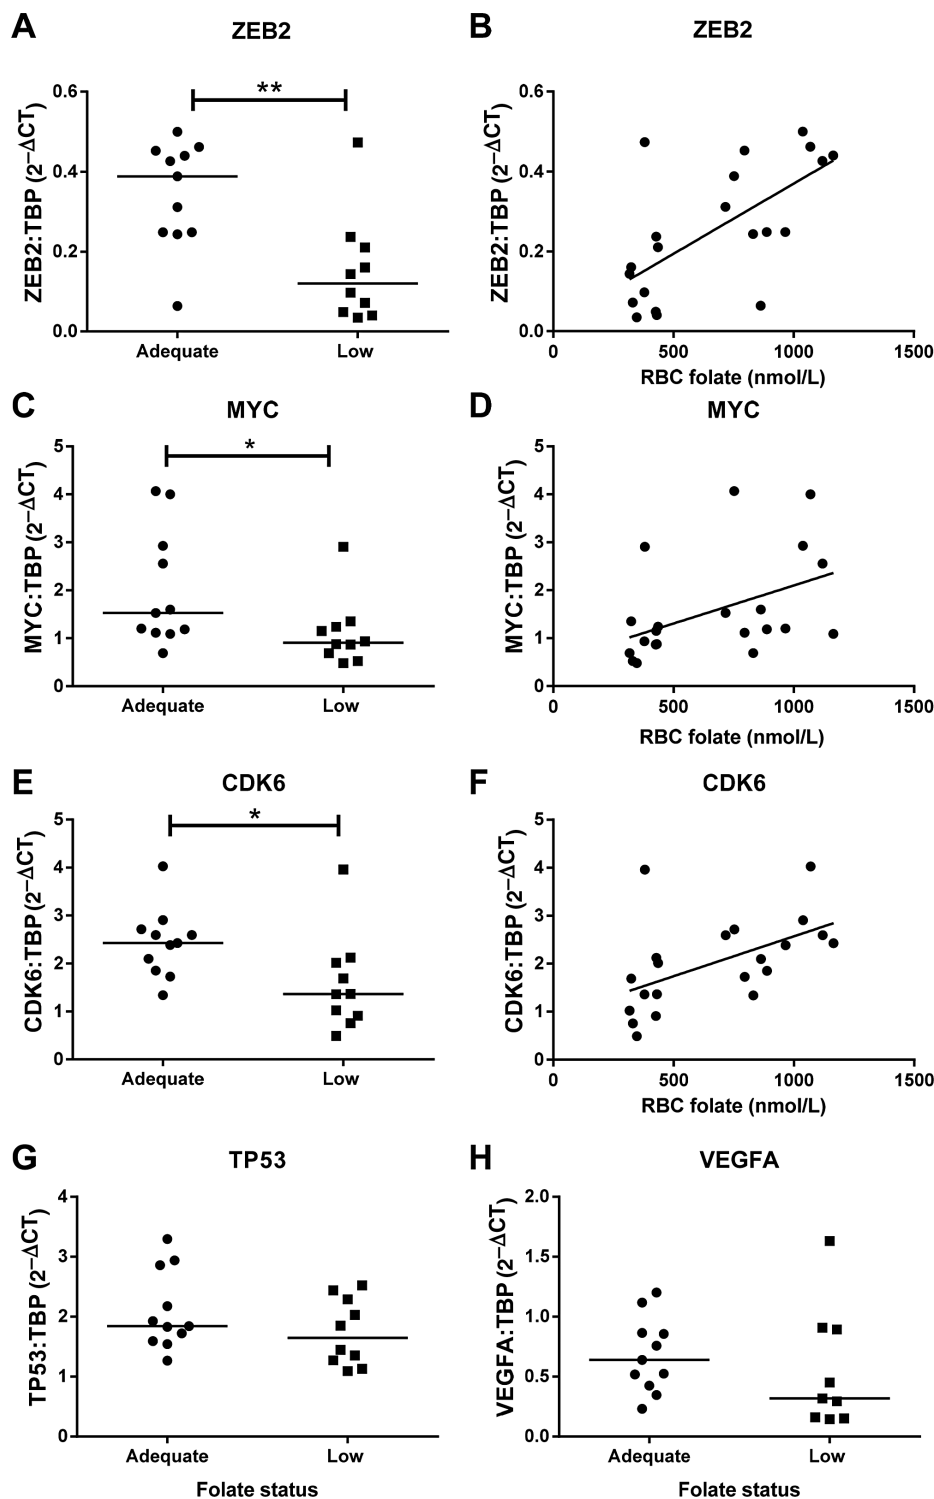 A
ZEB2
ZEB2:TBP (2−ΔCT)
0.6
0.4
0.2
0.0
**
Adequate
Low
B
ZEB2
ZEB2:TBP (2−ΔCT)
0.6
0.4
0.2
0.0
0
500
1000
1500
RBC folate (nmol/L)
C
MYC
MYC:TBP (2−ΔCT)
5
4
3
2
1
0
*
Adequate
Low
D
MYC
MYC:TBP (2−ΔCT)
5
4
3
2
1
0
0
500
1000
1500
RBC folate (nmol/L)
E
CDK6
CDK6:TBP (2−ΔCT)
5
4
3
2
1
0
*
Adequate
Low
F
CDK6
CDK6:TBP (2−ΔCT)
5
4
3
2
1
0
0
500
1000
1500
RBC folate (nmol/L)
G
TP53
TP53:TBP (2−ΔCT)
4
3
2
1
0
Adequate
Low
Folate status
H
VEGFA
VEGFA:TBP (2−ΔCT)
2.0
1.5
1.0
0.5
0.0
Adequate
Low
Folate status